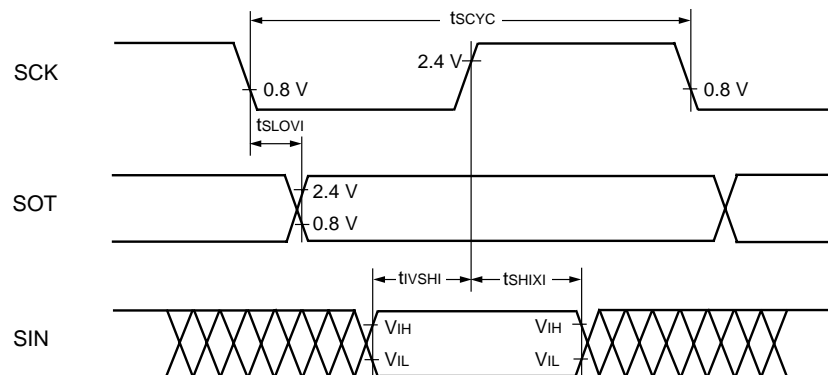 tSCYC
SCK
2.4 V
0.8 V
0.8 V
tSLOVI
SOT
2.4 V
0.8 V
tIVSHI
tSHIXI
SIN
VIH
VIH
VIL
VIL